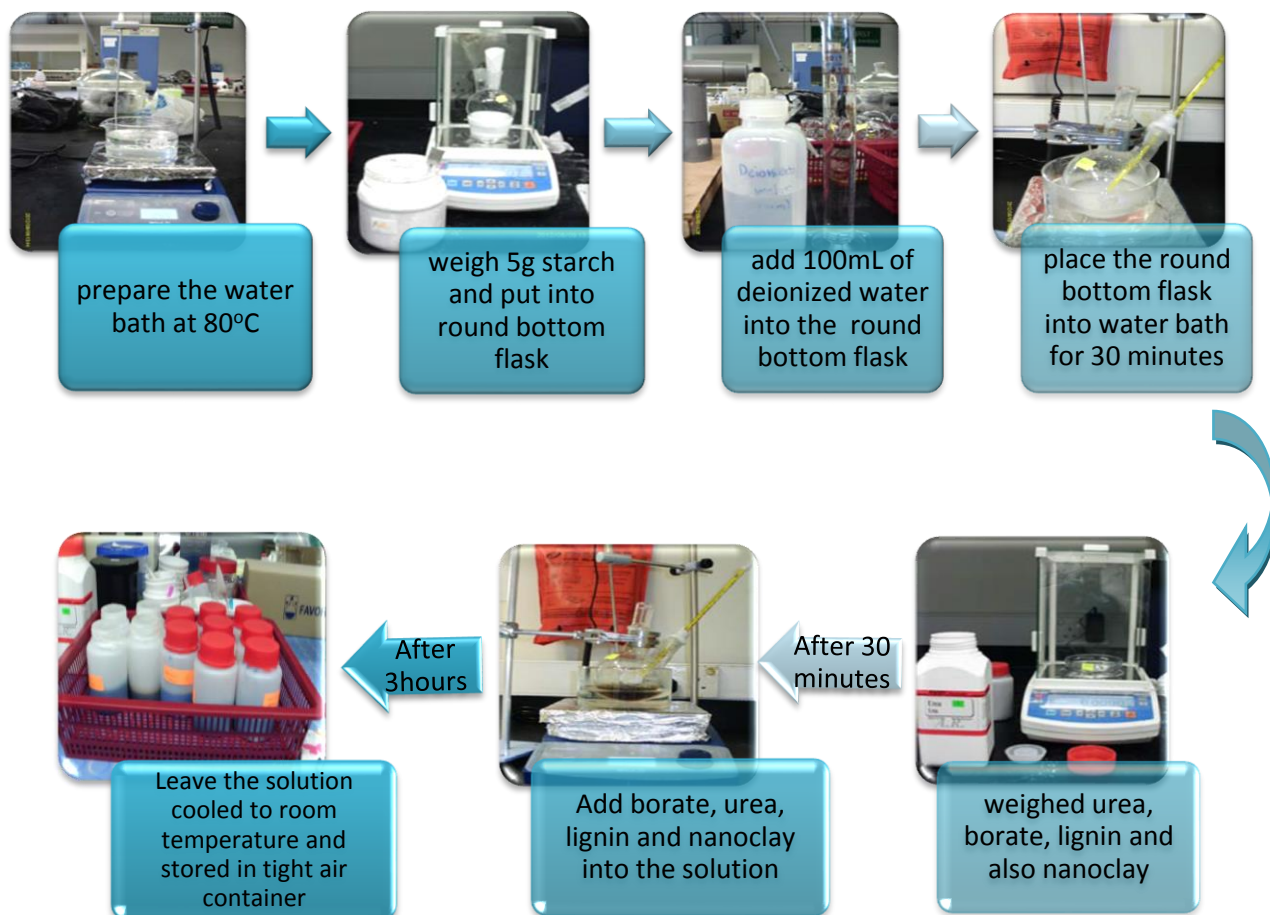 prepare the water
bath at 80°C
weigh 5g starch
and put into
round bottom
flask
add 100mL of
deionized water
into the round
bottom flask
place the round
bottom flask
into water bath
for 30 minutes
weighed urea,
borate, lignin and
also nanoclay
After 30
minutes
Add borate, urea,
lignin and nanoclay
into the solution
After
3hours
Leave the solution
cooled to room
temperature and
stored in tight air
container
FAVO